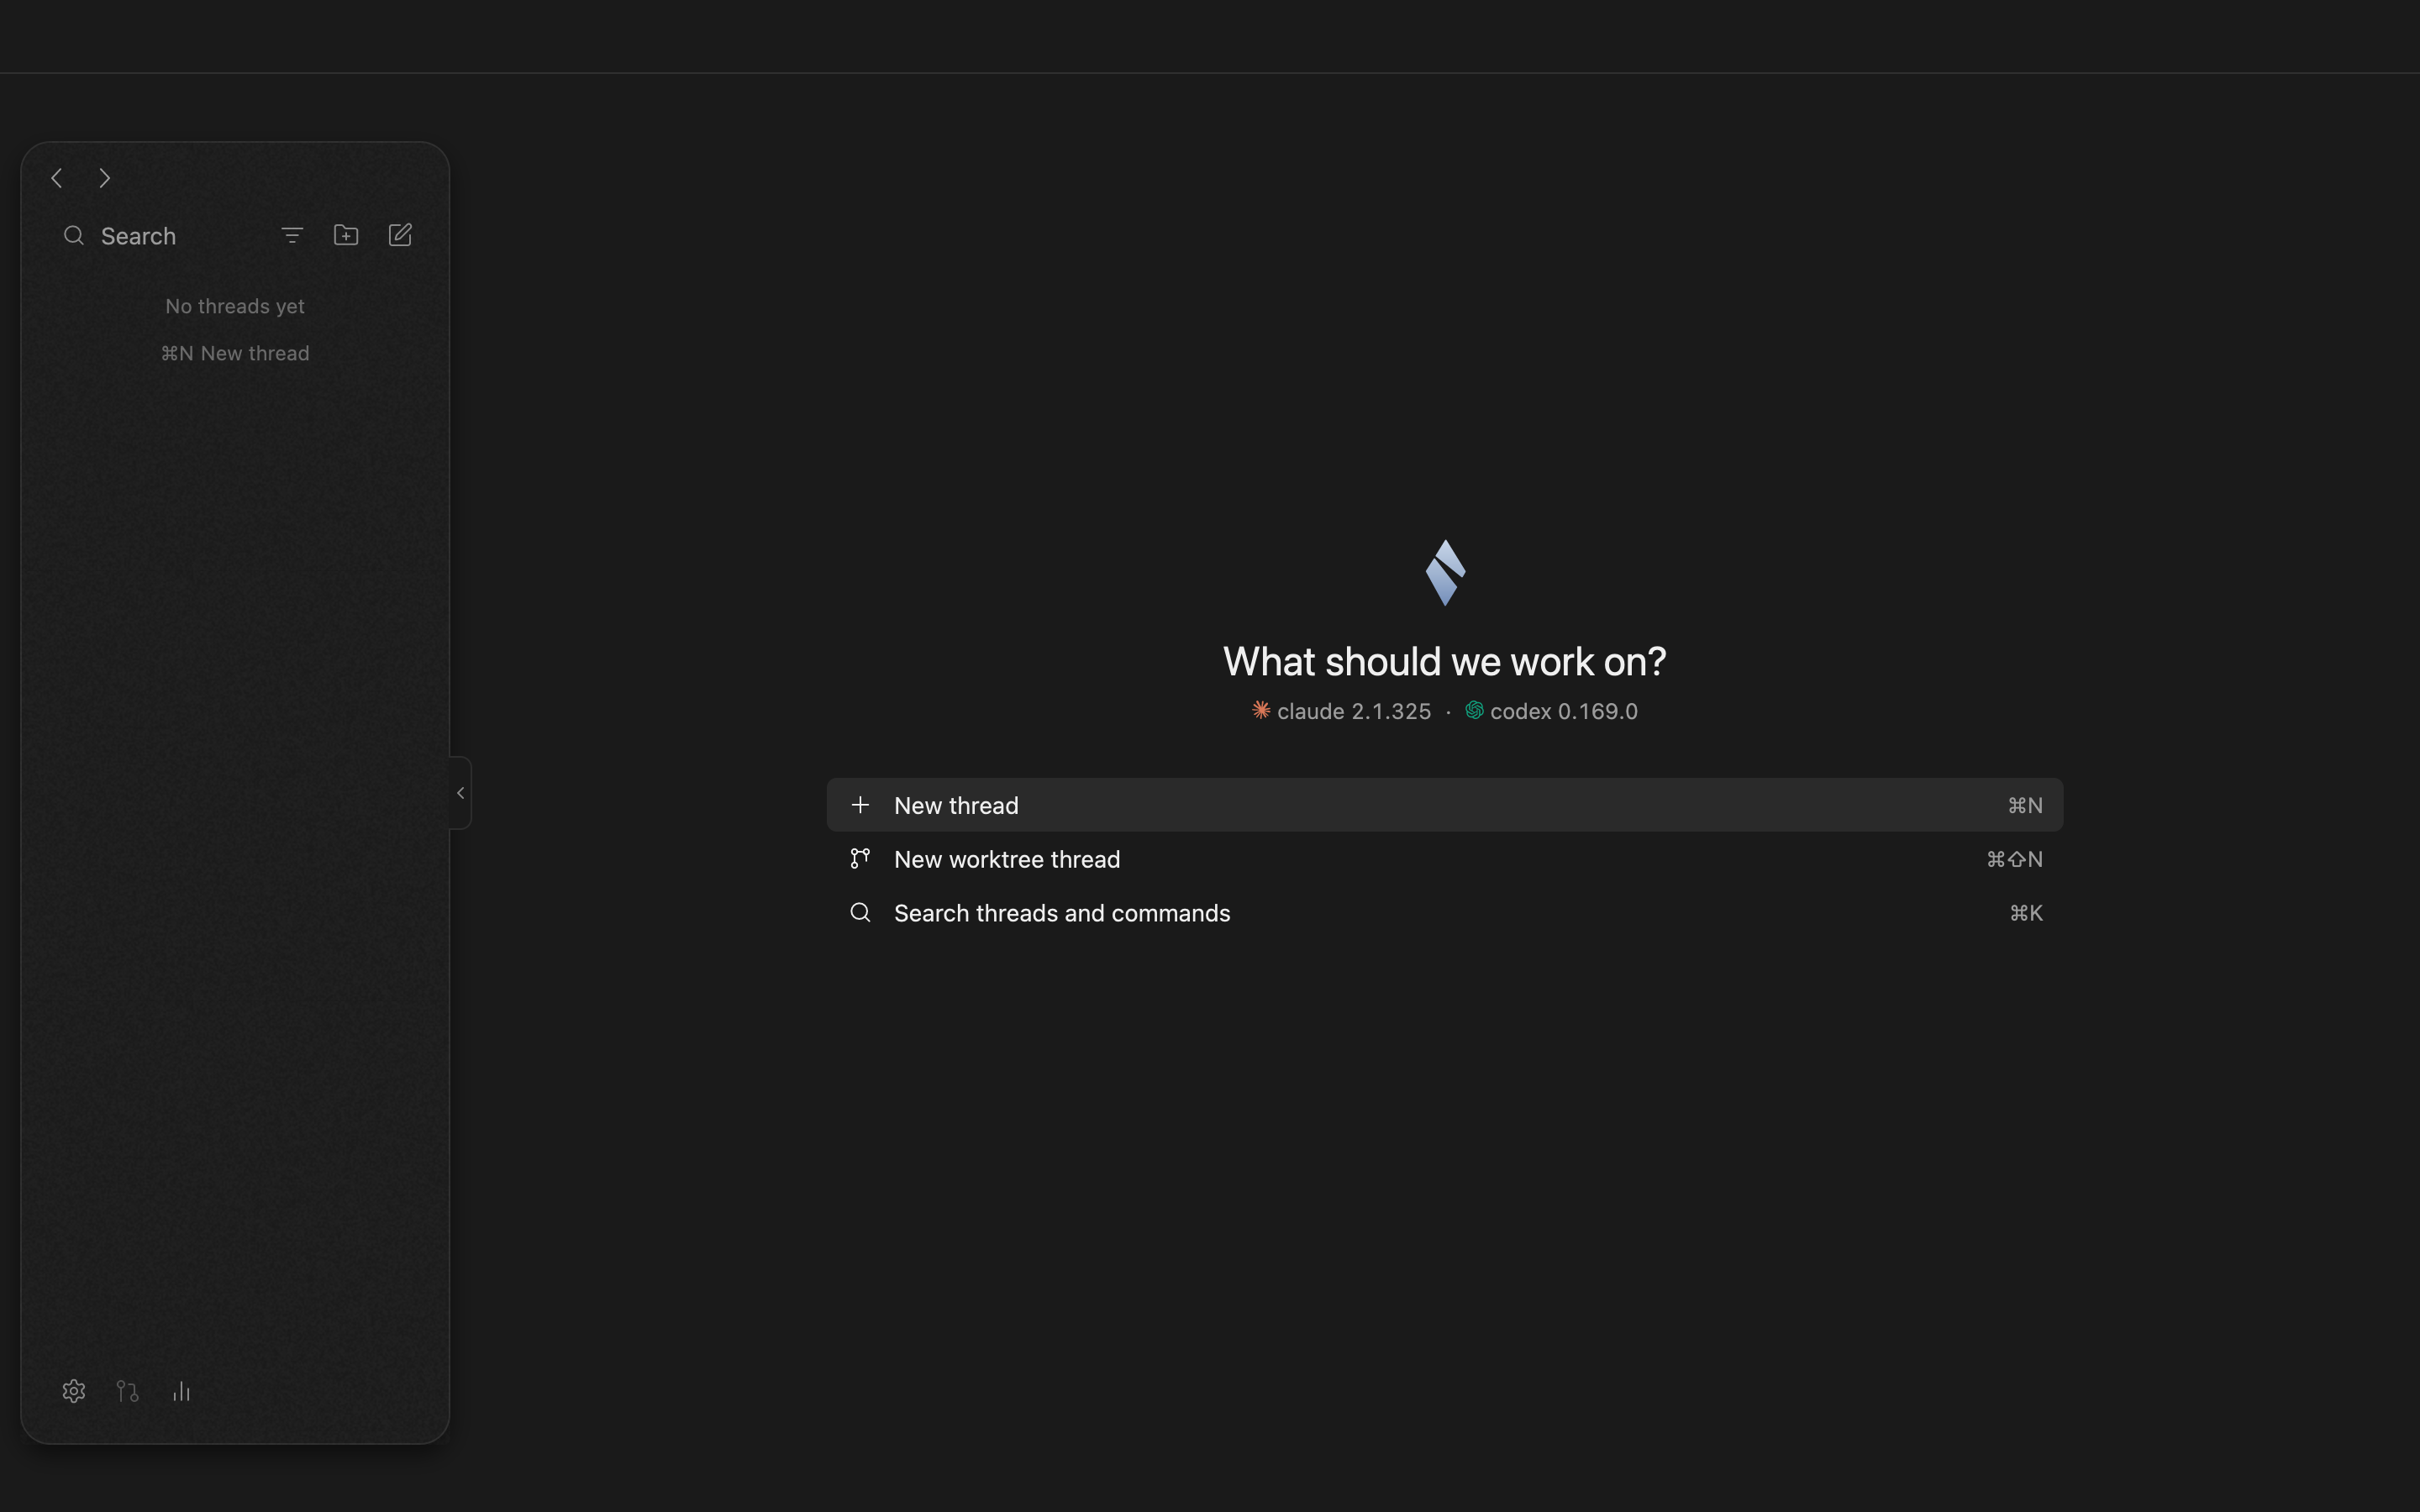 Search
No threads yet
⌘N New thread
What should we work on?
claude 2.1.325 · codex 0.169.0
New thread ⌘N
New worktree thread ⌘⇧N
Search threads and commands ⌘K